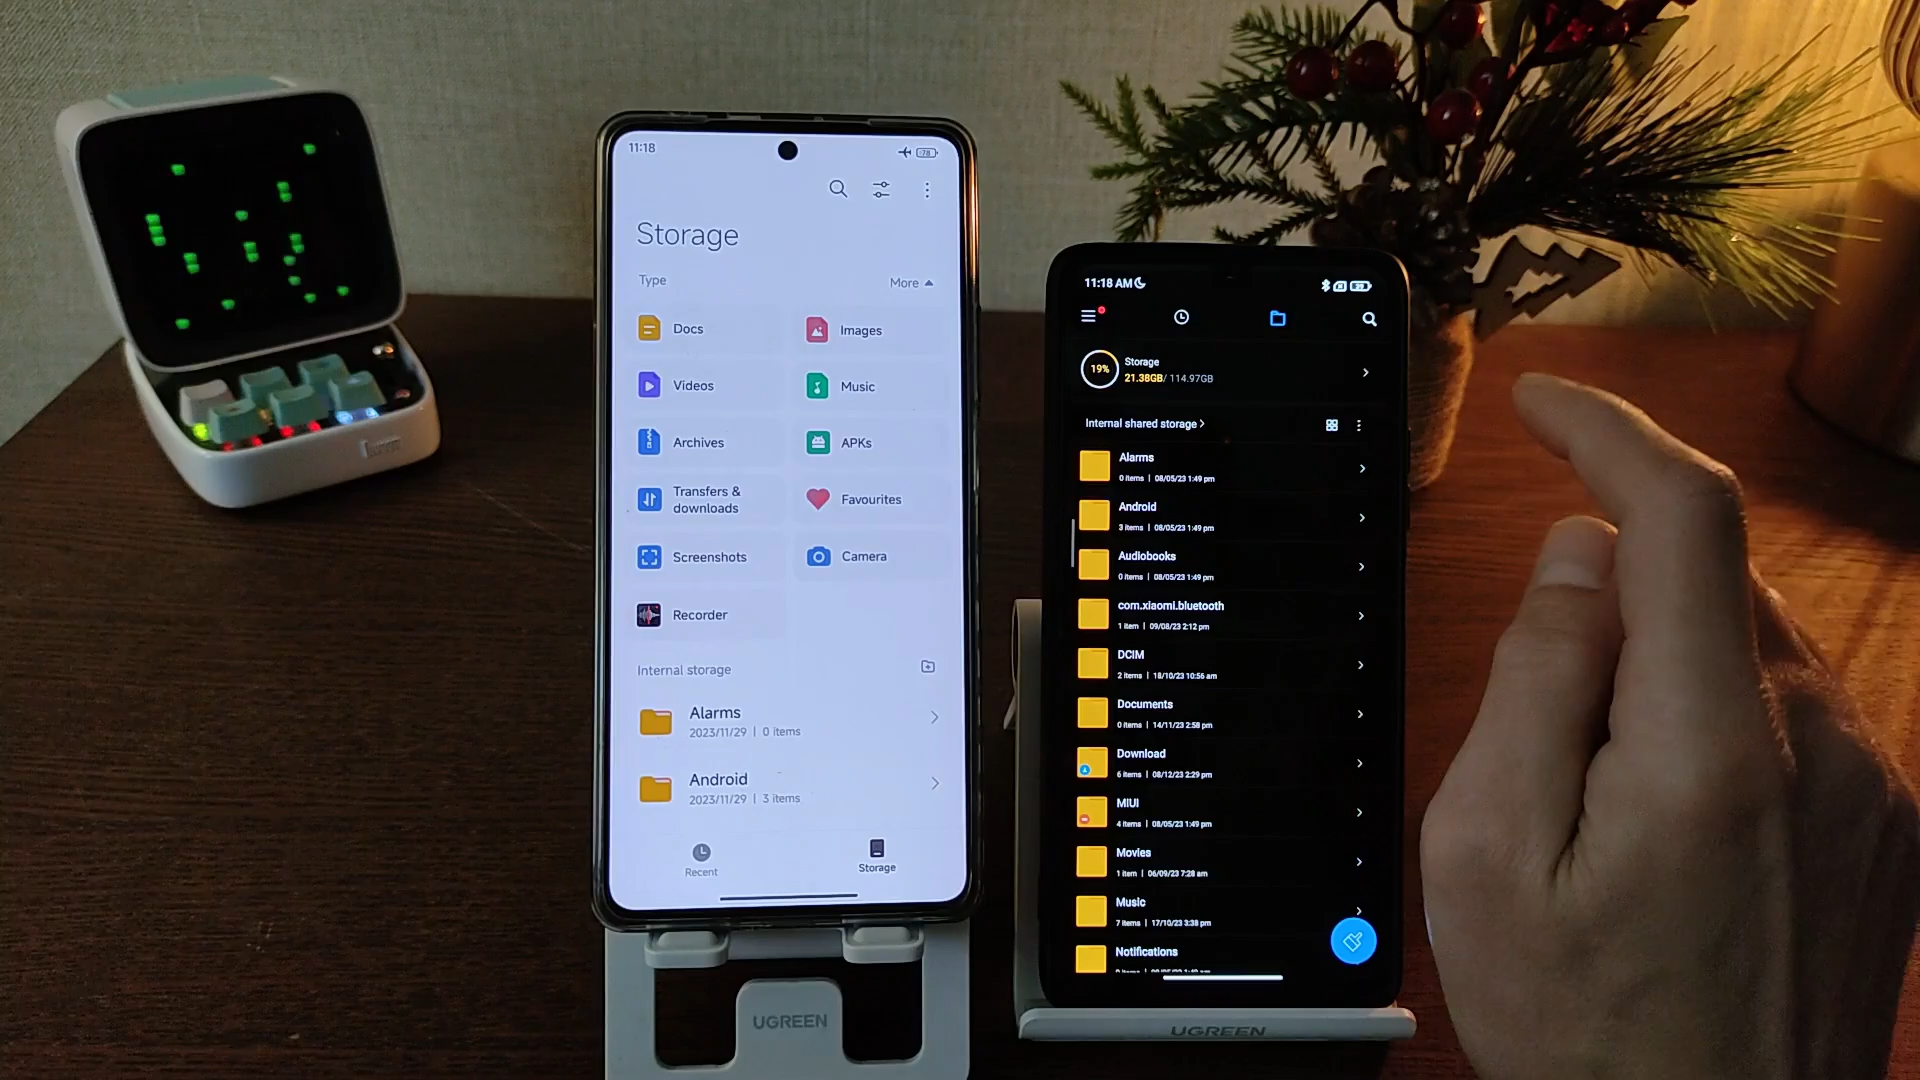 11:18
78
Storage
Type
More
Docs
Images
Videos
Music
Archives
APKs
Transfers &
downloads
Favourites
Screenshots
Camera
Recorder
Internal storage
Alarms
2023/11/29 | 0 items
Android
2023/11/29 | 3 items
Recent
Storage
UGREEN
11:18 AM
19%
Storage
21.38GB/ 114.97GB
Internal shared storage
Alarms
0 items | 08/05/23 1:49 pm
Android
3 items | 08/05/23 1:49 pm
Audiobooks
0 items | 08/05/23 1:49 pm
com.xiaomi.bluetooth
1 item | 09/08/23 2:12 pm
DCIM
2 items | 18/10/23 10:56 am
Documents
0 items | 14/11/23 2:58 pm
Download
6 items | 08/12/23 2:29 pm
MIUI
4 items | 08/05/23 1:49 pm
Movies
1 item | 06/09/23 7:28 am
Music
7 items | 17/10/23 3:38 pm
Notifications
UGREEN